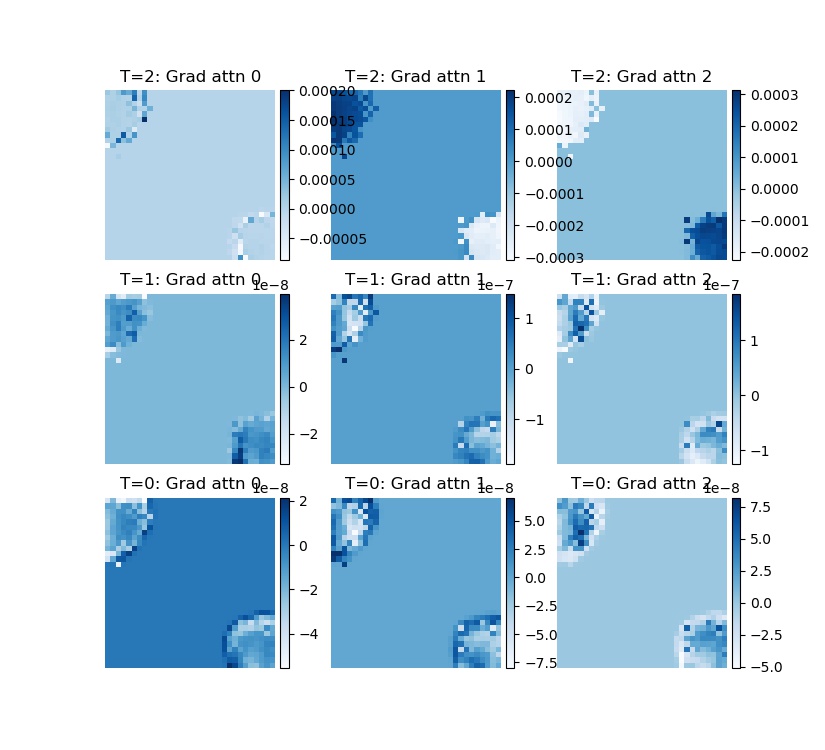 T=2: Grad attn 0
T=2: Grad attn 1
T=2: Grad attn 2
0.00020
0.00015
0.00010
0.00005
0.00000
−0.00005
0.0002
0.0001
0.0000
−0.0001
−0.0002
−0.0003
0.0003
0.0002
0.0001
0.0000
−0.0001
−0.0002
T=1: Grad attn 0
1e−8
T=1: Grad attn 1
1e−7
T=1: Grad attn 2
1e−7
2
0
−2
1
0
−1
1
0
−1
T=0: Grad attn 0
1e−8
T=0: Grad attn 1
1e−8
T=0: Grad attn 2
1e−8
2
0
−2
−4
5.0
2.5
0.0
−2.5
−5.0
−7.5
7.5
5.0
2.5
0.0
−2.5
−5.0